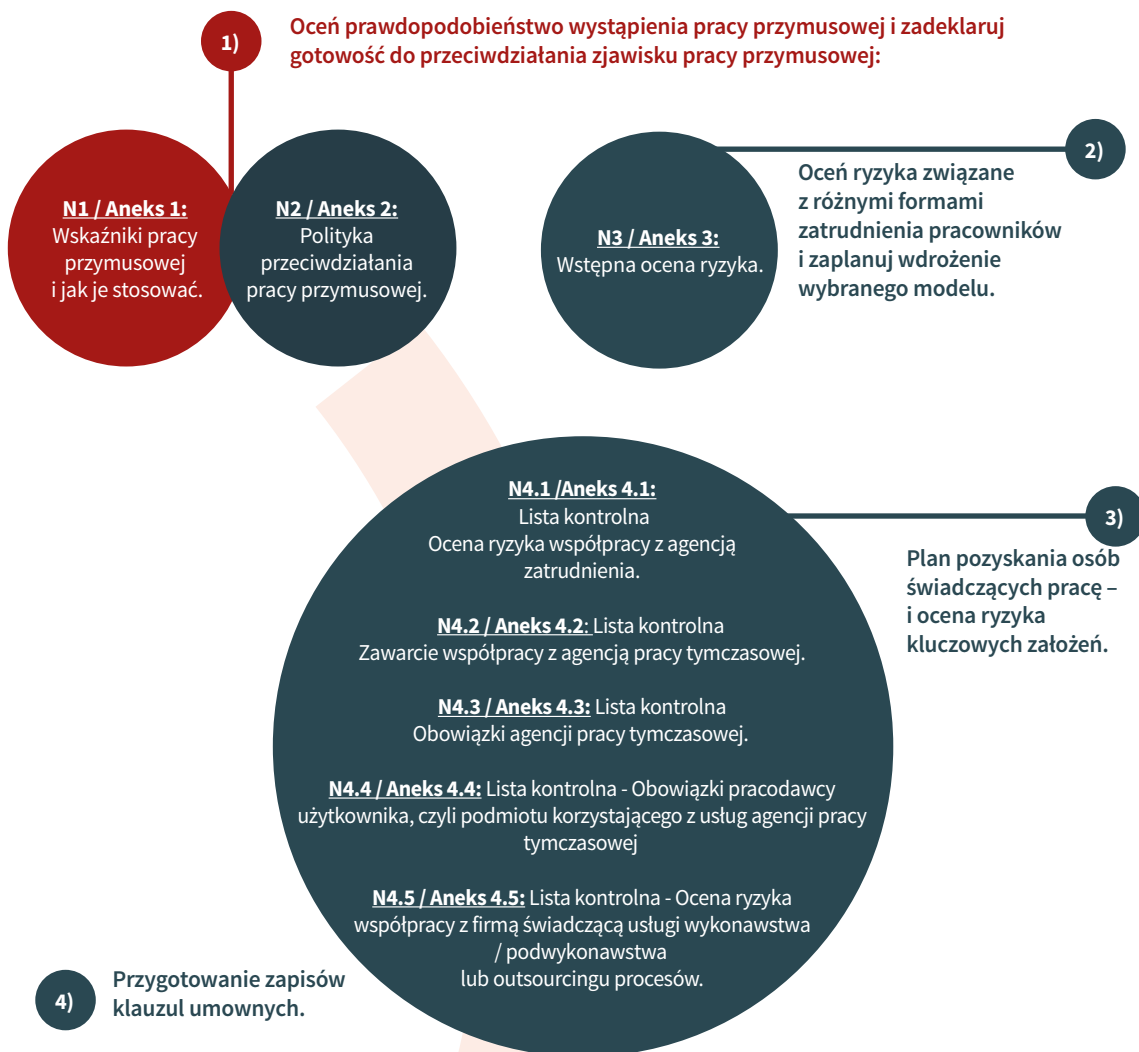 1)
Oceń prawdopodobieństwo wystąpienia pracy przymusowej i zadeklaruj
gotowość do przeciwdziałania zjawisku pracy przymusowej:
N1 / Aneks 1:
Wskaźniki pracy
przymusowej
i jak je stosować.
N2 / Aneks 2:
Polityka
przeciwdziałania
pracy przymusowej.
N3 / Aneks 3:
Wstępna ocena ryzyka.
2)
Oceń ryzyka związane
z różnymi formami
zatrudnienia pracowników
i zaplanuj wdrożenie
wybranego modelu.
N4.1 /Aneks 4.1:
Lista kontrolna
Ocena ryzyka współpracy z agencją
zatrudnienia.
N4.2 / Aneks 4.2: Lista kontrolna
Zawarcie współpracy z agencją pracy tymczasowej.
N4.3 / Aneks 4.3: Lista kontrolna
Obowiązki agencji pracy tymczasowej.
N4.4 / Aneks 4.4: Lista kontrolna - Obowiązki pracodawcy
użytkownika, czyli podmiotu korzystającego z usług agencji pracy
tymczasowej
N4.5 / Aneks 4.5: Lista kontrolna - Ocena ryzyka
współpracy z firmą świadczącą usługi wykonawstwa
/ podwykonawstwa
lub outsourcingu procesów.
3)
Plan pozyskania osób
świadczących pracę –
i ocena ryzyka
kluczowych założeń.
4)
Przygotowanie zapisów
klauzul umownych.